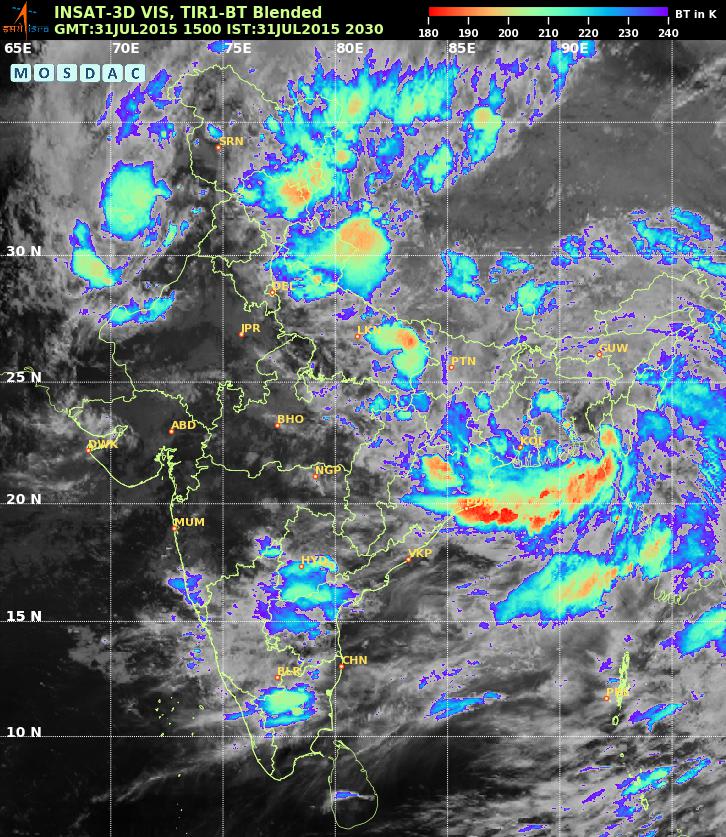 INSAT-3D VIS, TIR1-BT Blended
GMT:31JUL2015 1500 IST:31JUL2015 2030
BT in K
180 190 200 210 220 230 240
65E 70E 75E 80E 85E 90E
MOSDAC
SRN
30 N
DEL
JPR
LKN
GUW
PTN
25 N
ABD
BHO
KOL
DWK
NGP
20 N
MUM
VKP
HYD
15 N
CHN
BLR
10 N